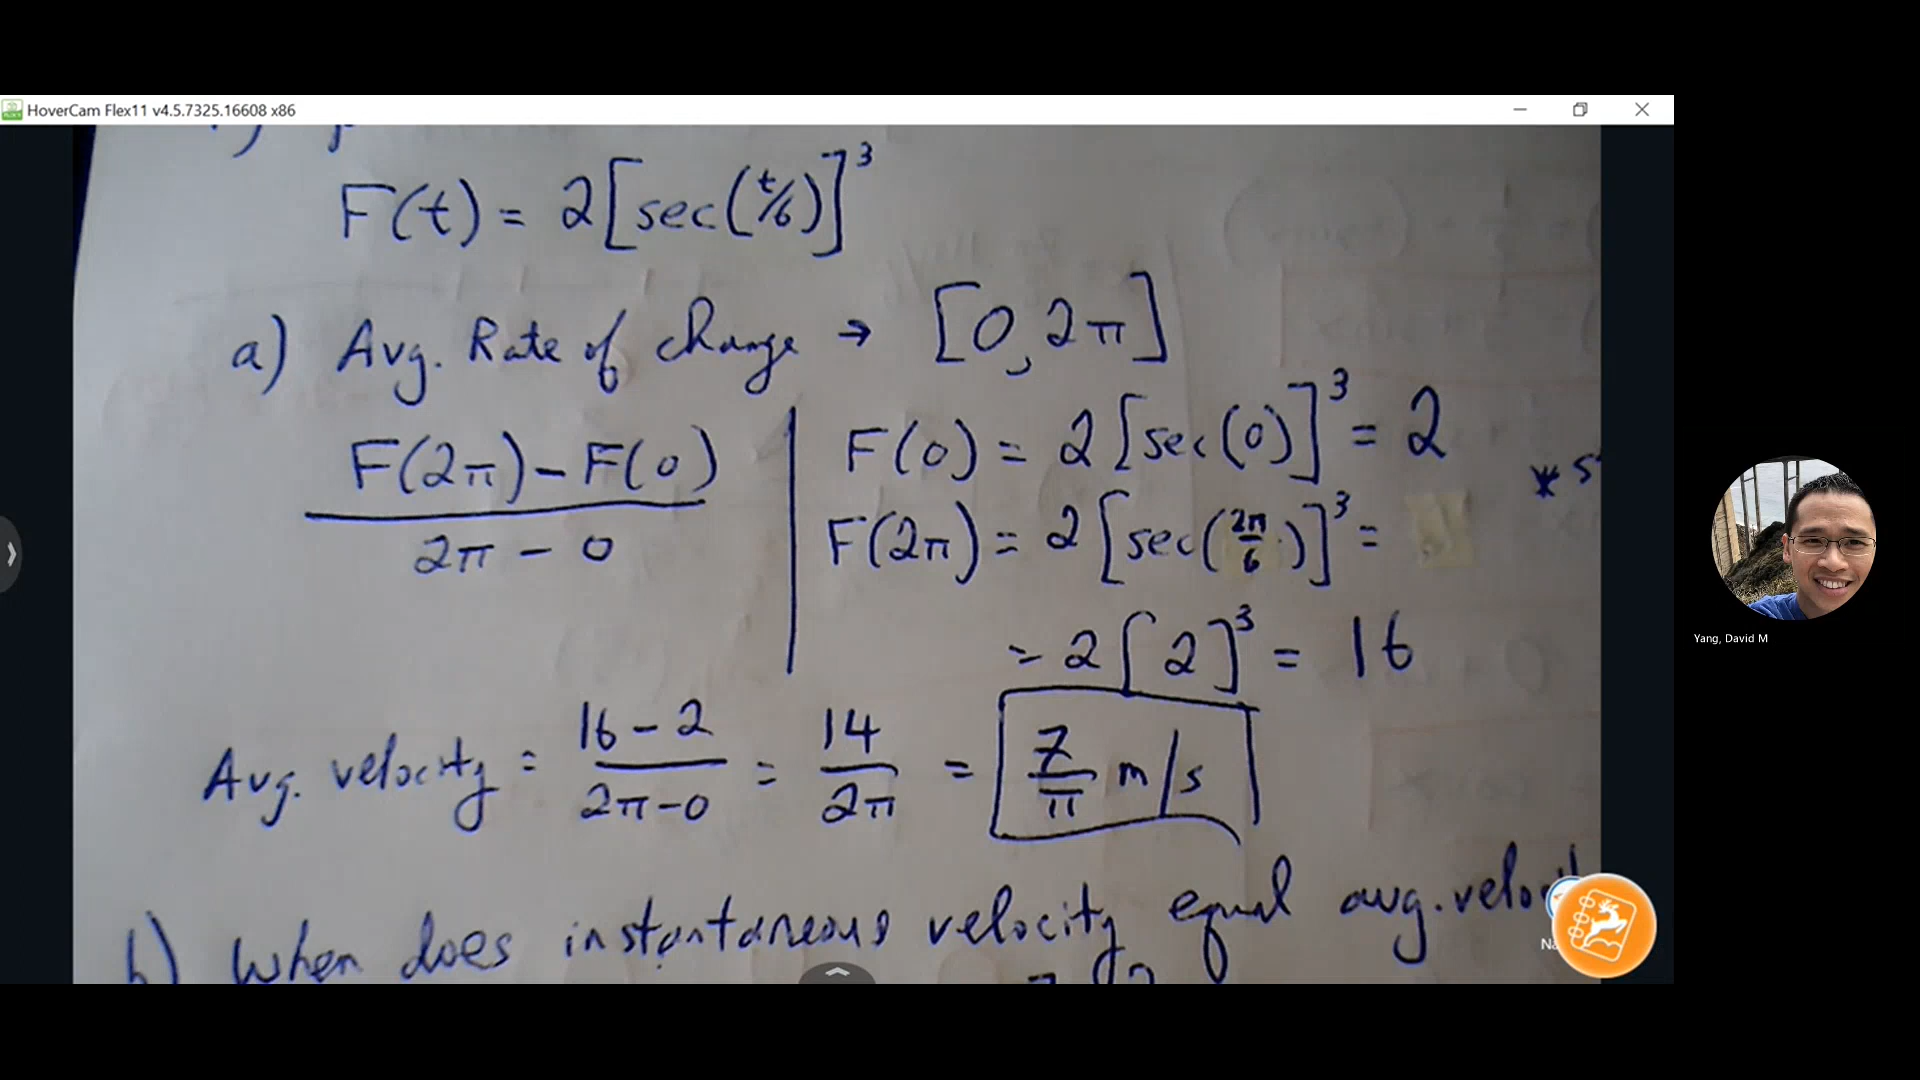 HoverCam Flex11 v4.5.7325.16608 x86
F(t) = 2[sec(t/6)]³
a) Avg. Rate of change → [0, 2π]
F(2π) - F(0)
2π - 0
F(0) = 2[sec(0)]³ = 2
F(2π) = 2[sec(2π/6)]³ =
= 2[2]³ = 16
*
Avg. velocity = 16-2/2π-0 = 14/2π = 7/π m/s
b) When does instantaneous velocity equal avg.
Yang, David M